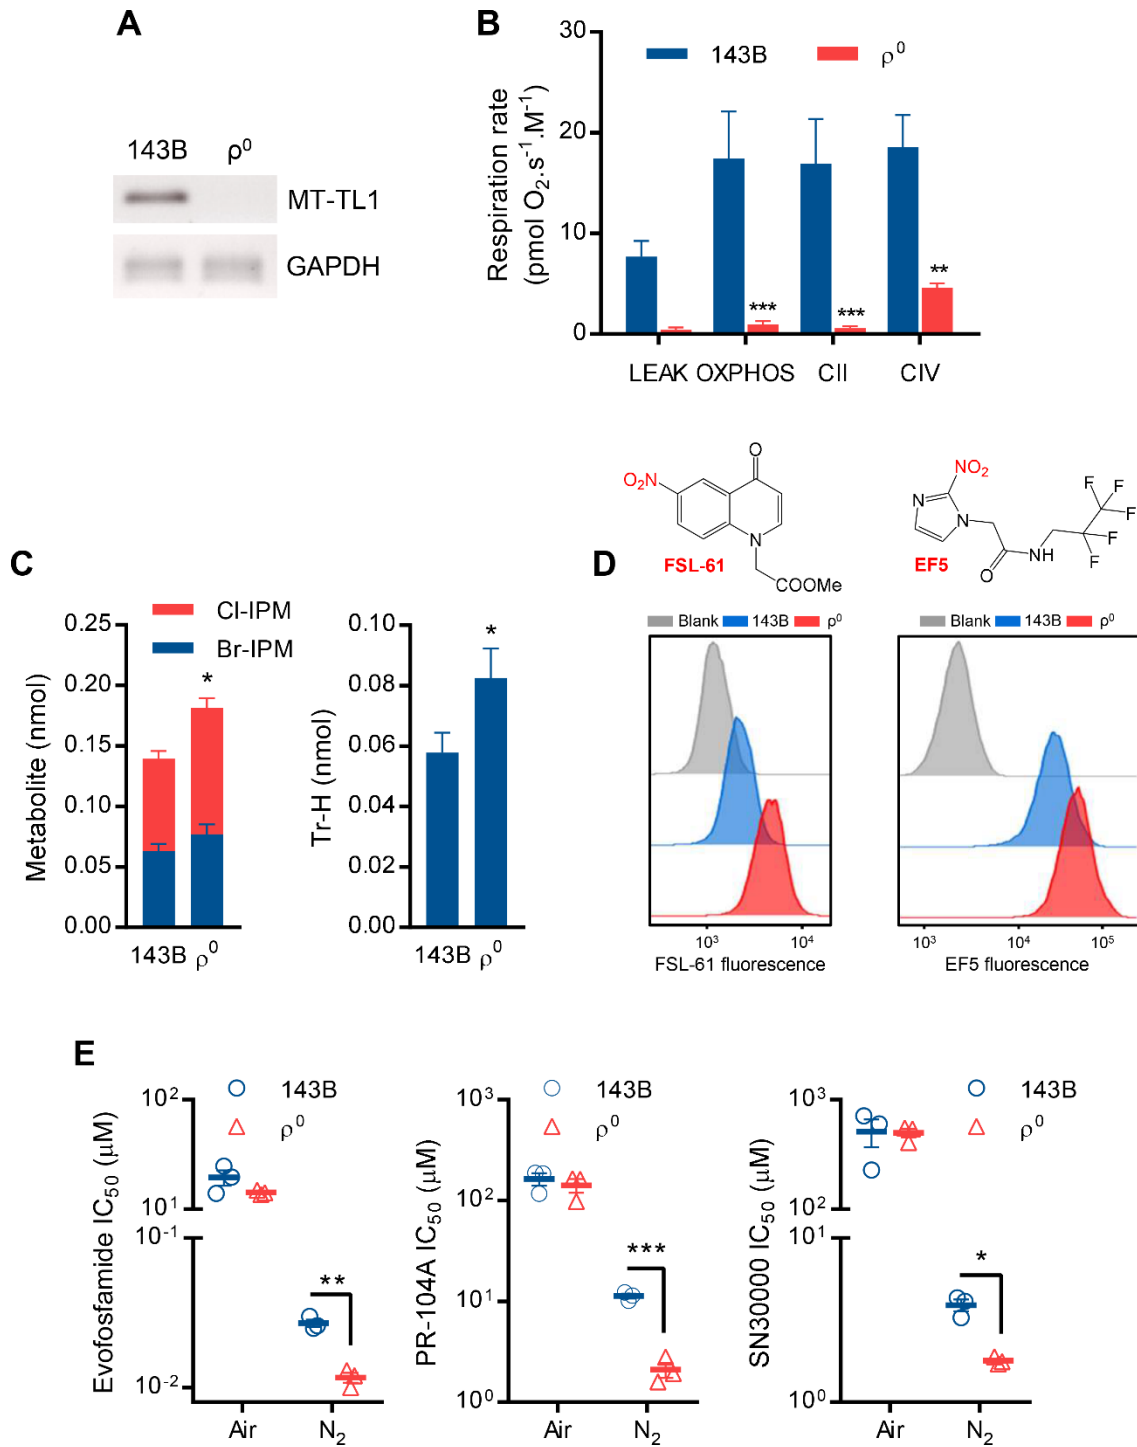 A
143B ρ⁰
MT-TL1
GAPDH
B
30
20
10
0
Respiration rate
(pmol O₂.s⁻¹.M⁻¹)
143B ρ⁰
***
***
**
LEAK OXPHOS CII CIV
C
Cl-IPM
Br-IPM
0.25
0.20
0.15
0.10
0.05
0.00
Metabolite (nmol)
*
143B ρ⁰
0.10
0.08
0.06
0.04
0.02
0.00
Tr-H (nmol)
*
143B ρ⁰
D
O₂N
O
N
COOMe
FSL-61
NO₂
N
N
O
NH
F
F
F
F
F
EF5
Blank 143B ρ⁰
10³ 10⁴
FSL-61 fluorescence
Blank 143B ρ⁰
10³ 10⁴ 10⁵
EF5 fluorescence
E
143B
ρ⁰
10²
10¹
10⁻¹
10⁻²
Evofosfamide IC₅₀ (μM)
**
Air N₂
143B
ρ⁰
10³
10²
10¹
10⁰
PR-104A IC₅₀ (μM)
***
Air N₂
143B
ρ⁰
10³
10²
10¹
10⁰
SN30000 IC₅₀ (μM)
*
Air N₂